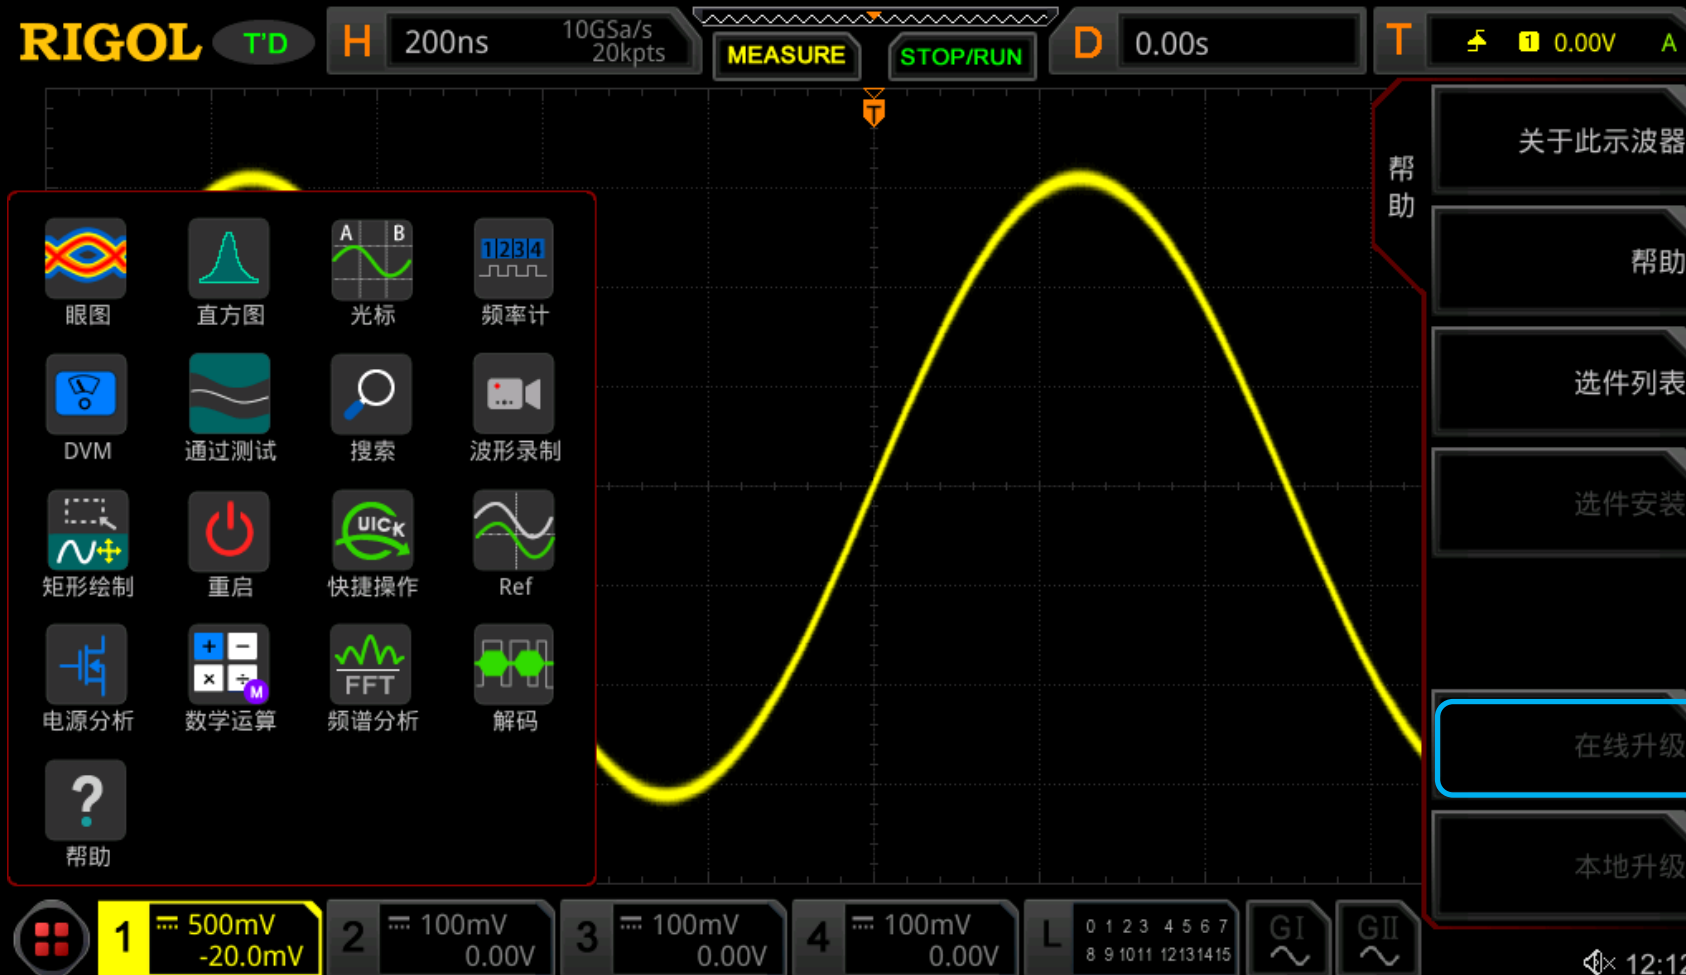 RIGOL T'D H 200ns 10GSa/s
20kpts
MEASURE STOP/RUN D 0.00s T 1 0.00V A
T
帮助
关于此示波器
帮助
选件列表
选件安装
在线升级
本地升级
A B
1234
眼图 直方图 光标 频率计
DVM 通过测试 搜索 波形录制
UICK
矩形绘制 重启 快捷操作 Ref
+ −
× ÷ M
FFT
电源分析 数学运算 频谱分析 解码
?
帮助
1 500mV
-20.0mV
2 100mV
0.00V
3 100mV
0.00V
4 100mV
0.00V
L 0 1 2 3 4 5 6 7
8 9 1011 12131415
GI GII
12:12